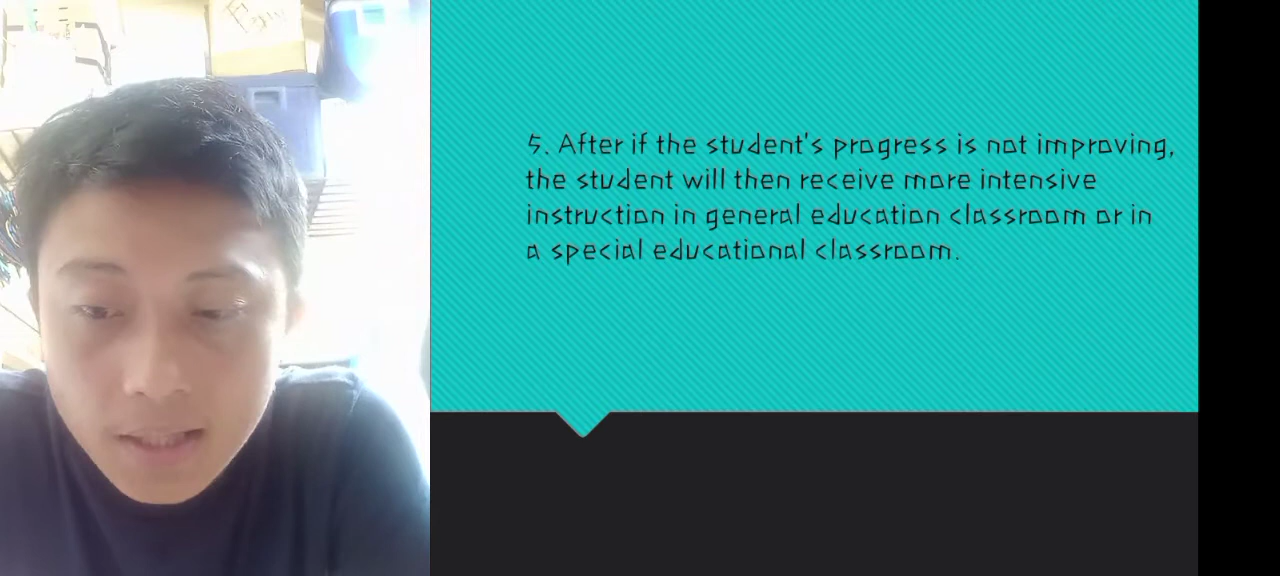 5. After if the student's progress is not improving,
the student will then receive more intensive
instruction in general education classroom or in
a special educational classroom.